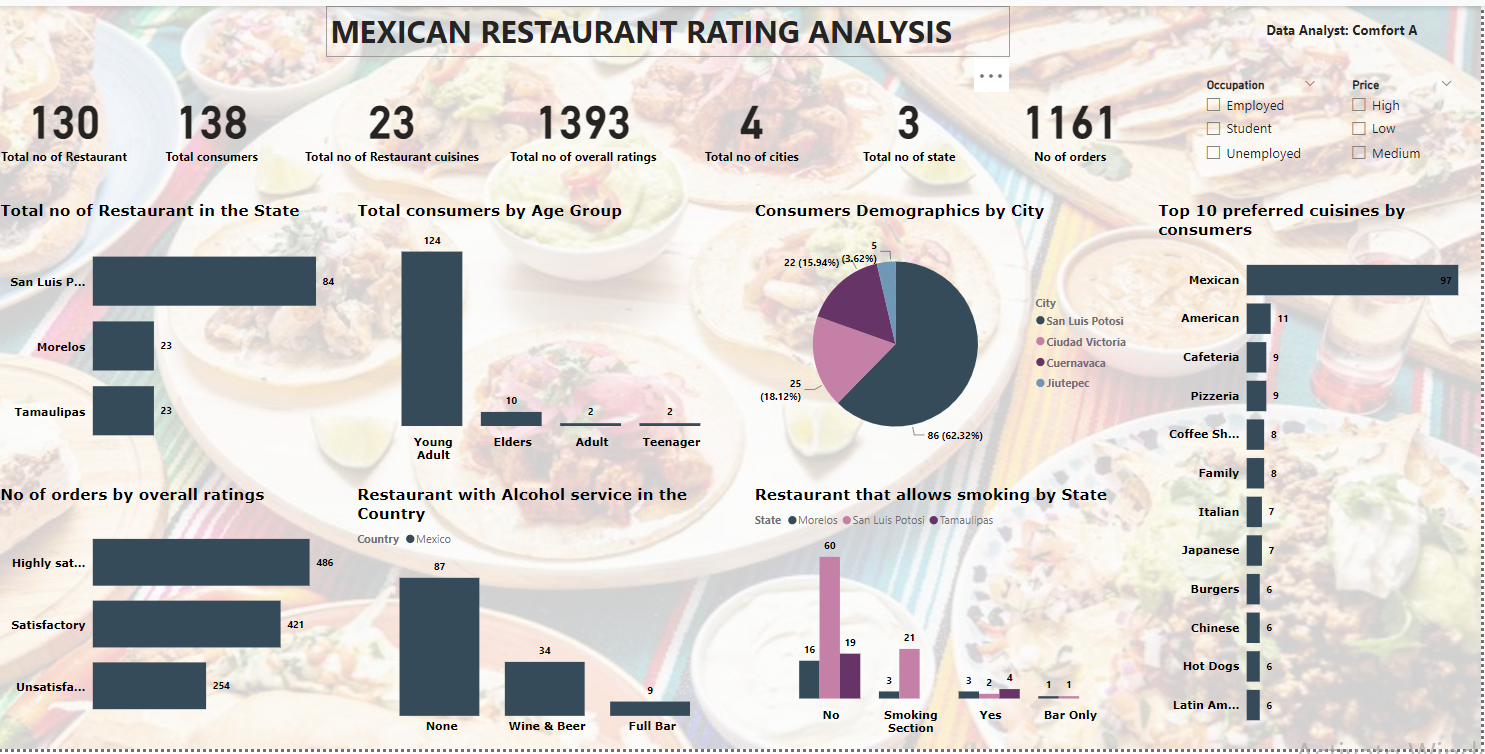 MEXICAN RESTAURANT RATING ANALYSIS
Data Analyst: Comfort A
130
Total no of Restaurant
138
Total consumers
23
Total no of Restaurant cuisines
1393
Total no of overall ratings
4
Total no of cities
3
Total no of state
1161
No of orders
Occupation
Employed
Student
Unemployed
Price
High
Low
Medium
Total no of Restaurant in the State
San Luis P... 84
Morelos 23
Tamaulipas 23
Total consumers by Age Group
124
10
2
2
Young
Adult
Elders
Adult
Teenager
Consumers Demographics by City
5
(3.62%)
22 (15.94%)
25
(18.12%)
86 (62.32%)
City
San Luis Potosi
Ciudad Victoria
Cuernavaca
Jiutepec
Top 10 preferred cuisines by
consumers
Mexican 97
American 11
Cafeteria 9
Pizzeria 9
Coffee Sh... 8
Family 8
Italian 7
Japanese 7
Burgers 6
Chinese 6
Hot Dogs 6
Latin Am... 6
No of orders by overall ratings
Highly sat... 486
Satisfactory 421
Unsatisfa... 254
Restaurant with Alcohol service in the
Country
Country Mexico
87
34
9
None
Wine & Beer
Full Bar
Restaurant that allows smoking by State
State Morelos San Luis Potosi Tamaulipas
16 60 19
3 21
3 2 4
1 1
No
Smoking
Section
Yes
Bar Only